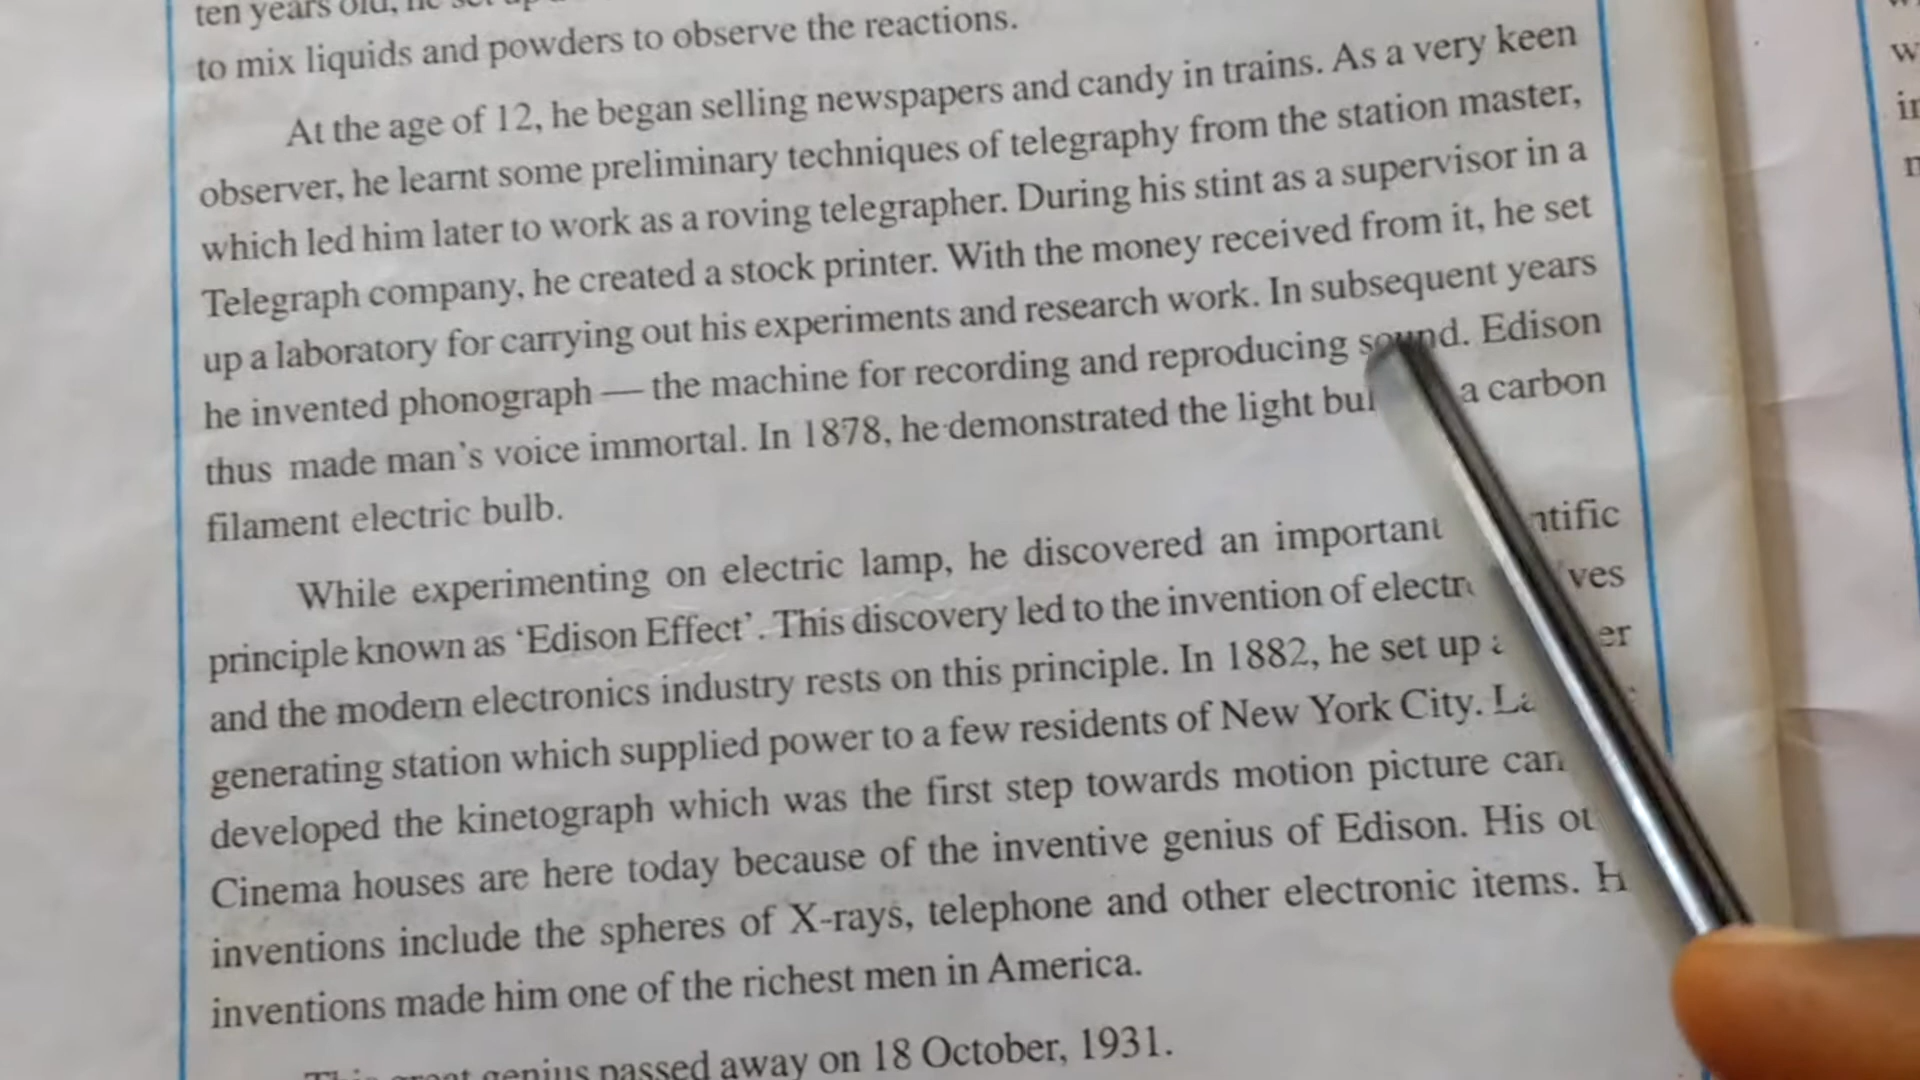 ten years old, he set up
to mix liquids and powders to observe the reactions.
At the age of 12, he began selling newspapers and candy in trains. As a very keen
observer, he learnt some preliminary techniques of telegraphy from the station master,
which led him later to work as a roving telegrapher. During his stint as a supervisor in a
Telegraph company, he created a stock printer. With the money received from it, he set
up a laboratory for carrying out his experiments and research work. In subsequent years
he invented phonograph — the machine for recording and reproducing sound. Edison
thus made man's voice immortal. In 1878, he demonstrated the light a carbon
filament electric bulb.
While experimenting on electric lamp, he discovered an important
principle known as 'Edison Effect'. This discovery led to the invention of
and the modern electronics industry rests on this principle. In 1882, he set up
generating station which supplied power to a few residents of New York City.
developed the kinetograph which was the first step towards motion picture
Cinema houses are here today because of the inventive genius of Edison. His
inventions include the spheres of X-rays, telephone and other electronic items.
inventions made him one of the richest men in America.
This great genius passed away on 18 October, 1931.